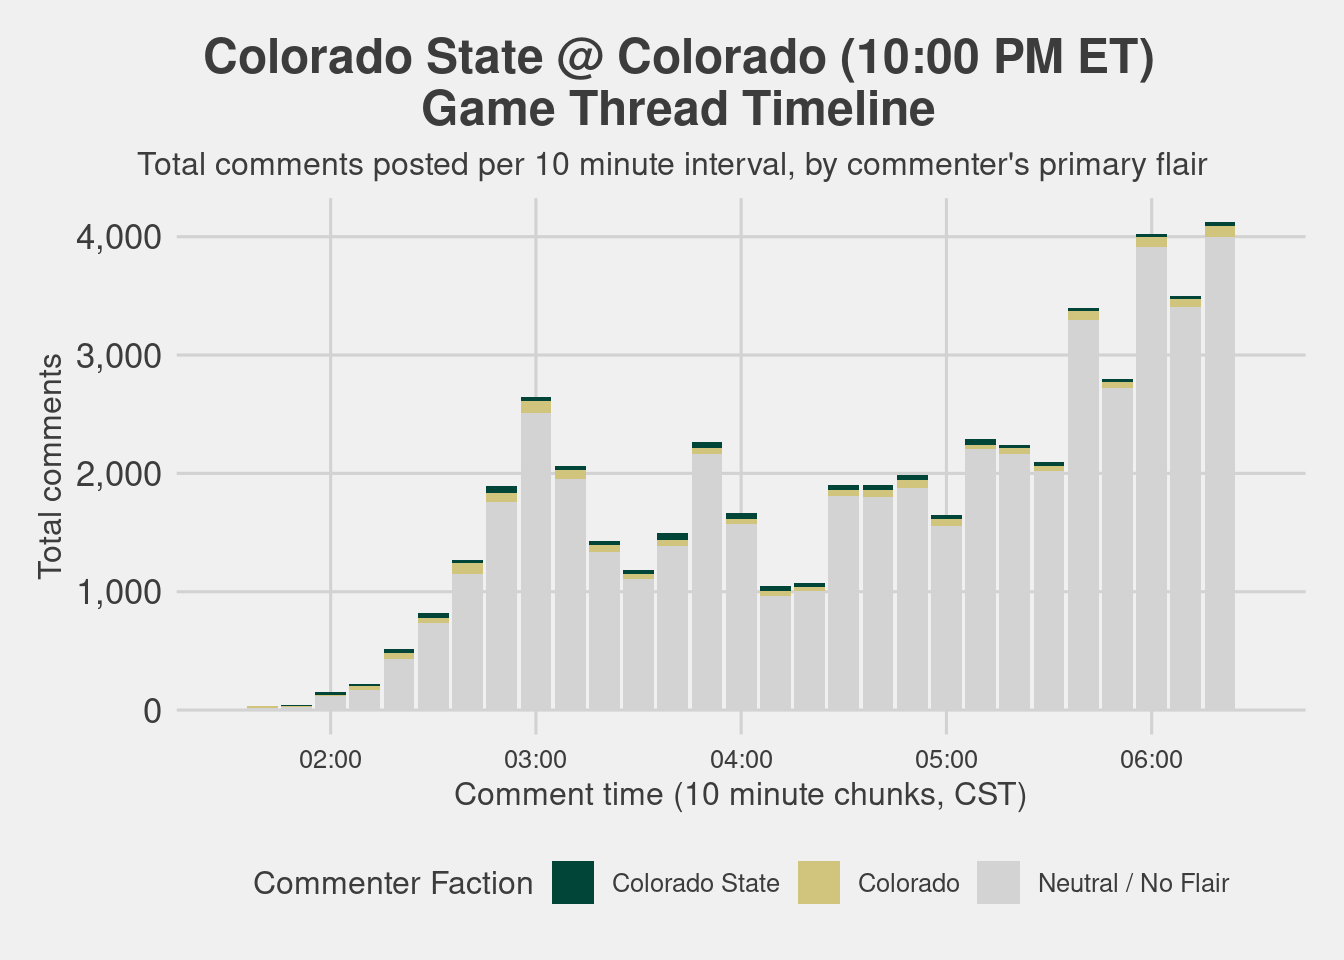 Colorado State @ Colorado (10:00 PM ET)
Game Thread Timeline
Total comments posted per 10 minute interval, by commenter's primary flair
Total comments
4,000
3,000
2,000
1,000
0
02:00 03:00 04:00 05:00 06:00
Comment time (10 minute chunks, CST)
Commenter Faction Colorado State Colorado Neutral / No Flair